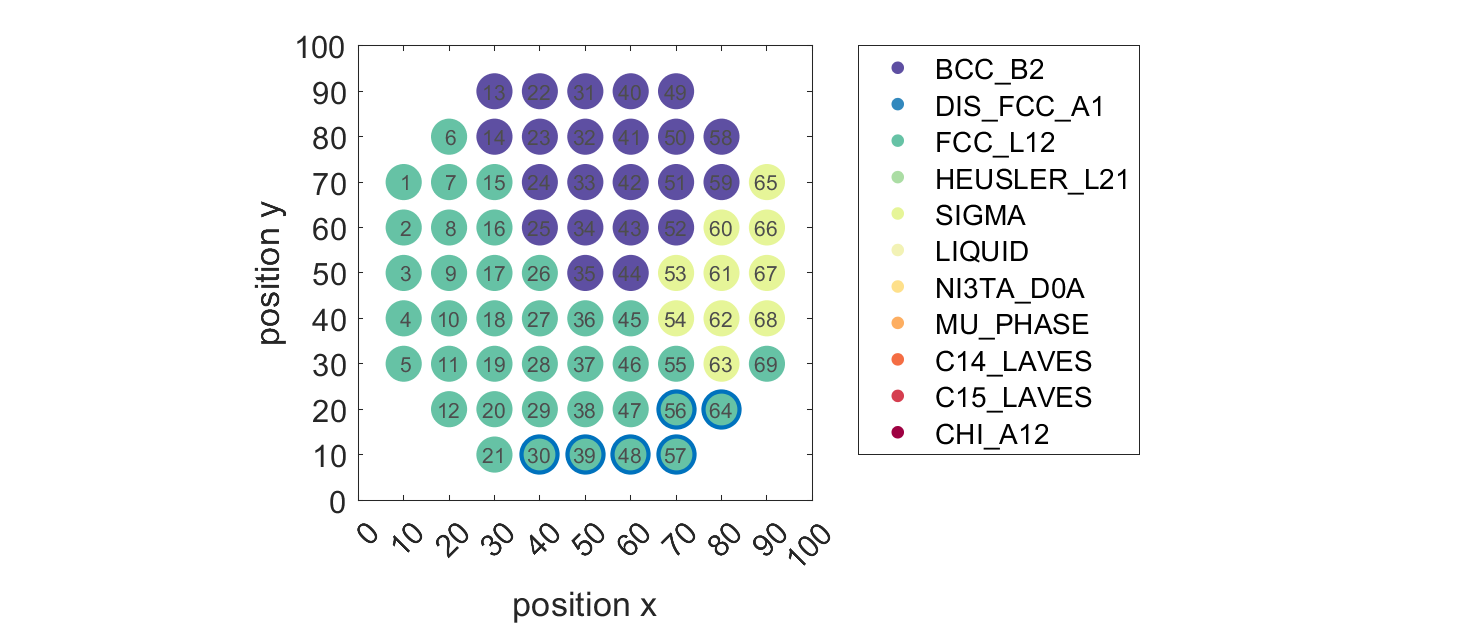 100
90
80
70
60
50
40
30
20
10
0
position y
13 22 31 40 49
6 14 23 32 41 50 58
1 7 15 24 33 42 51 59 65
2 8 16 25 34 43 52 60 66
3 9 17 26 35 44 53 61 67
4 10 18 27 36 45 54 62 68
5 11 19 28 37 46 55 63 69
12 20 29 38 47 56 64
21 30 39 48 57
0 10 20 30 40 50 60 70 80 90 100
position x
BCC_B2
DIS_FCC_A1
FCC_L12
HEUSLER_L21
SIGMA
LIQUID
NI3TA_D0A
MU_PHASE
C14_LAVES
C15_LAVES
CHI_A12